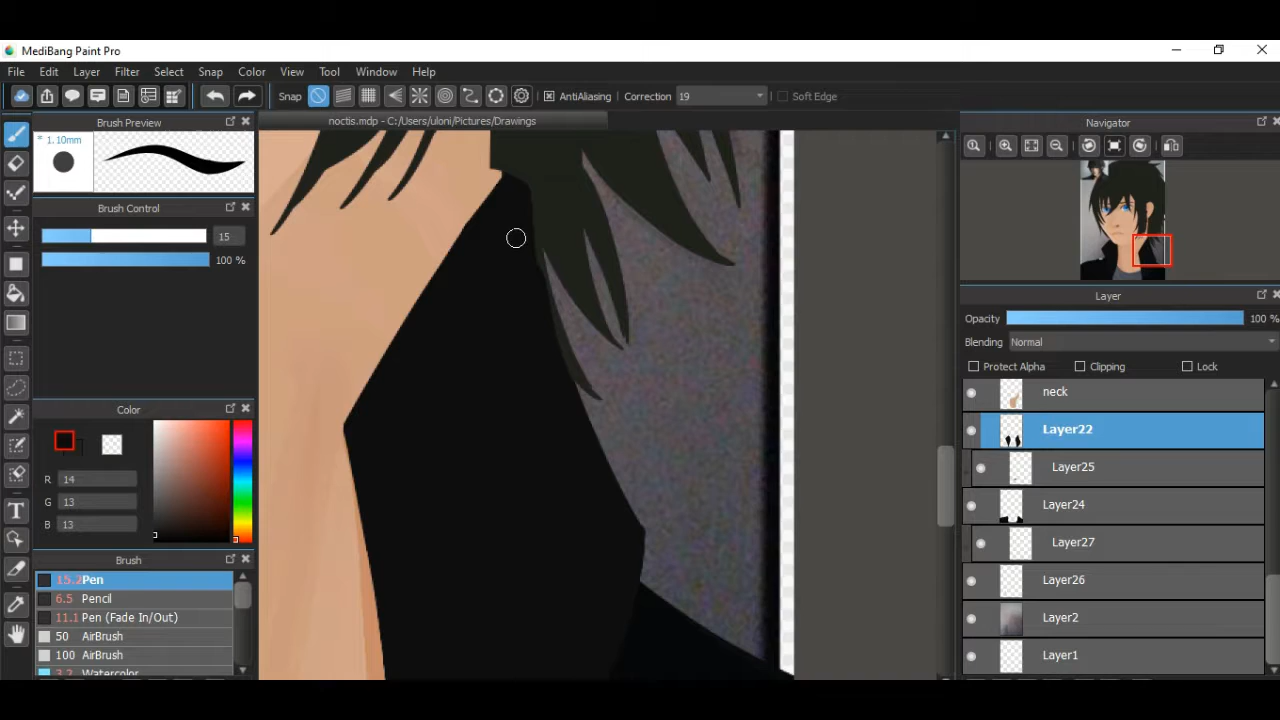 MediBang Paint Pro
File Edit Layer Filter Select Snap Color View Tool Window Help
Snap AntiAliasing Correction 19 Soft Edge
Brush Preview
noctis.mdp - C:/Users/uloni/Pictures/Drawings
Navigator
* 1.10mm
Brush Control
15
100 %
Layer
Opacity 100 %
Blending Normal
Protect Alpha Clipping Lock
neck
Color
Layer22
Layer25
R 14
G 13
B 13
Layer24
Layer27
Brush
15.2 Pen
Layer26
6.5 Pencil
11.1 Pen (Fade In/Out)
Layer2
50 AirBrush
100 AirBrush
Layer1
3.2 Watercolor